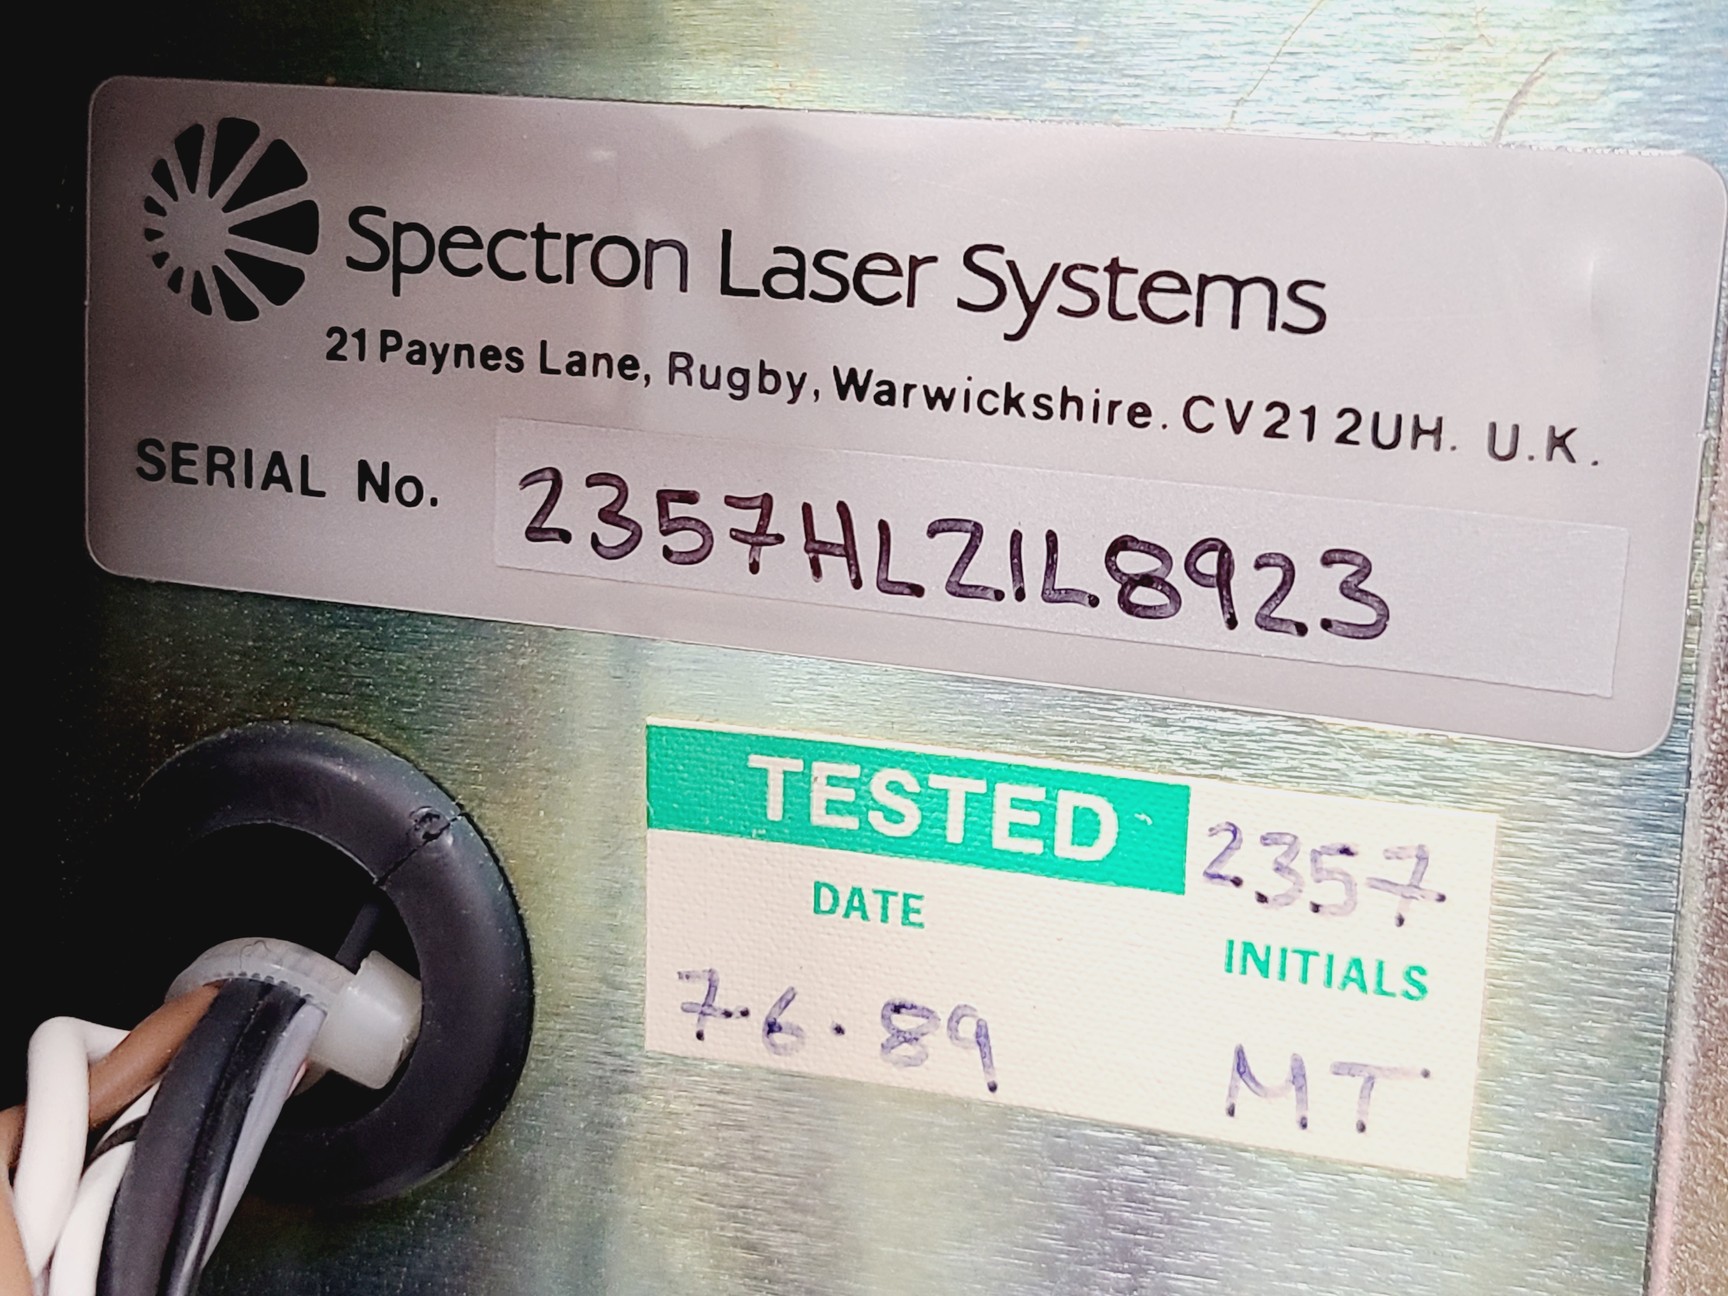 Spectron Laser Systems
21 Paynes Lane, Rugby, Warwickshire. CV21 2UH. U.K.
SERIAL No. 2357HL21L8923
TESTED 2357
DATE INITIALS
7.6.89 MT